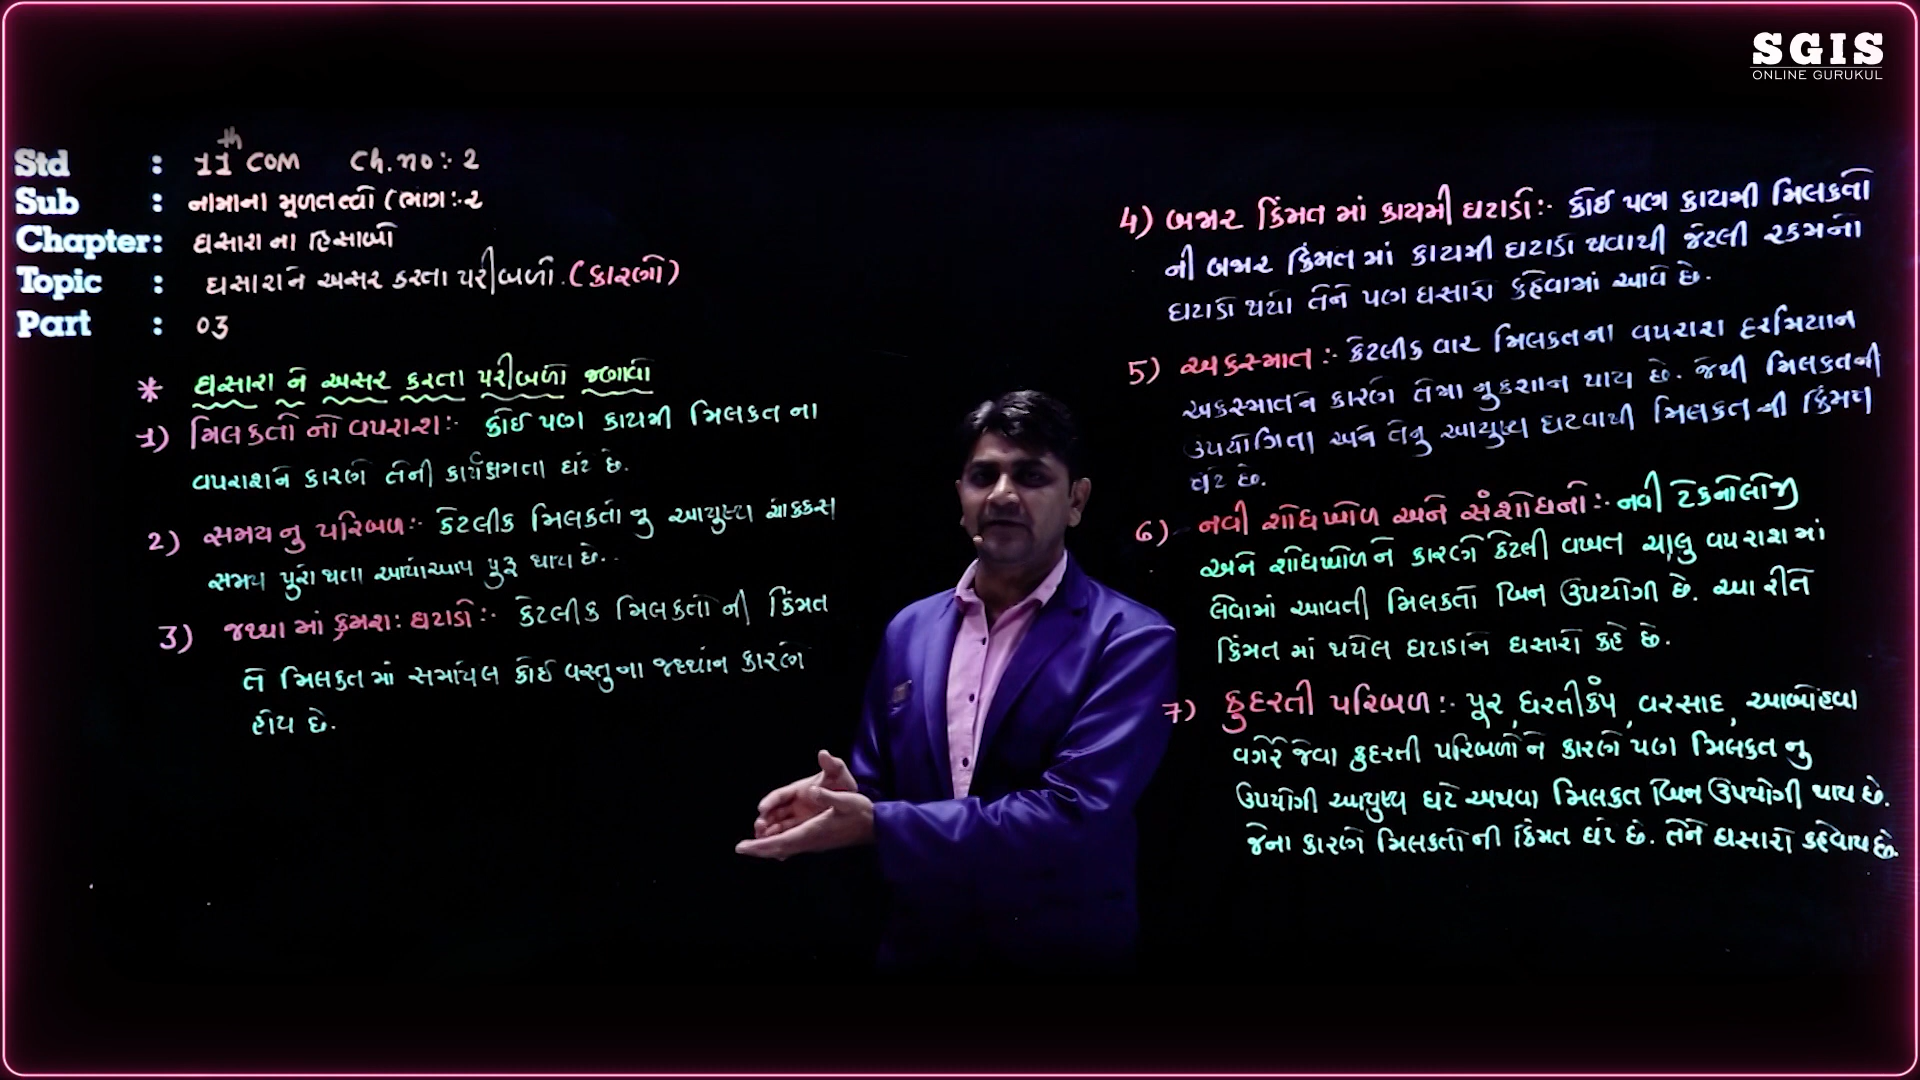 SGIS
ONLINE GURUKUL
Std : 11th COM Ch. no :- 2
Sub : નામાના મૂળતત્વો (ભાગ :- 2
Chapter : ઘસારા ના હિસાબો
Topic : ઘસારાને અસર કરતા પરીબળો. (કારણો)
Part : 03
* ઘસારા ને અસર કરતા પરીબળો જણાવો
1) મિલકતો નો વપરાશ :- કોઈ પણ કાયમી મિલકત ના
વપરાશને કારણે તેની કાર્યક્ષમતા ઘટે છે.
2) સમય નુ પરિબળ :- કેટલીક મિલકતો નુ આયુષ્ય ચોક્કસ
સમય પૂરો થતા આપોઆપ પુરૂ થાય છે.
3) જથ્થા માં ક્રમશ: ઘટાડો :- કેટલીક મિલકતો ની કિંમત
તે મિલકત માં સમાયેલ કોઈ વસ્તુ ના જથ્થાને કારણે
હોય છે.
4) બજાર કિંમત માં કાયમી ઘટાડો :- કોઈ પણ કાયમી મિલકતો
ની બજાર કિંમત માં કાયમી ઘટાડો થવાથી જેટલી રકમનો
ઘટાડો થયો તેને પણ ઘસારો કહેવામાં આવે છે.
5) અકસ્માત :- કેટલીક વાર મિલકત ના વપરાશ દરમિયાન
અકસ્માતને કારણે તેમા નુકશાન થાય છે. જેથી મિલકતની
ઉપયોગિતા અને તેનુ આયુષ્ય ઘટવાથી મિલકત ની કિંમત
ઘટે છે.
6) નવી શોધખોળ અને સંશોધનો :- નવી ટેકનોલોજી
અને શોધખોળ ને કારણે કેટલી વખત ચાલુ વપરાશ માં
લેવામાં આવતી મિલકતો બિન ઉપયોગી છે. આ રીતે
કિંમત માં થયેલ ઘટાડાને ઘસારો કહે છે.
7) કુદરતી પરિબળ :- પૂર, ધરતીકંપ, વરસાદ, આબોહવા
વગેરે જેવા કુદરતી પરિબળો ને કારણે પણ મિલકત નુ
ઉપયોગી આયુષ્ય ઘટે અથવા મિલકત બિન ઉપયોગી થાય છે.
જેના કારણે મિલકતો ની કિંમત ઘટે છે. તેને ઘસારો કહેવાય છે.